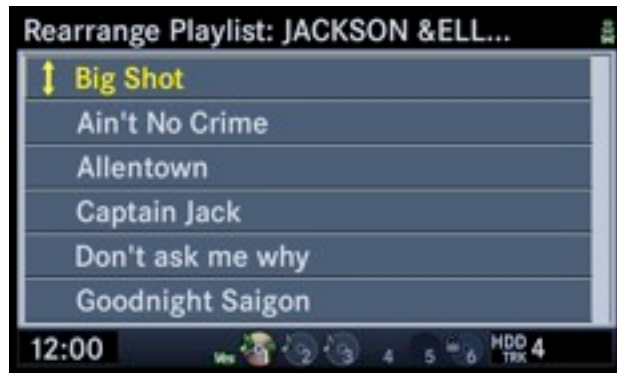 Rearrange Playlist: JACKSON &ELL...
Big Shot
Ain't No Crime
Allentown
Captain Jack
Don't ask me why
Goodnight Saigon
12:00 2 3 4 5 6 HDD TRK 4